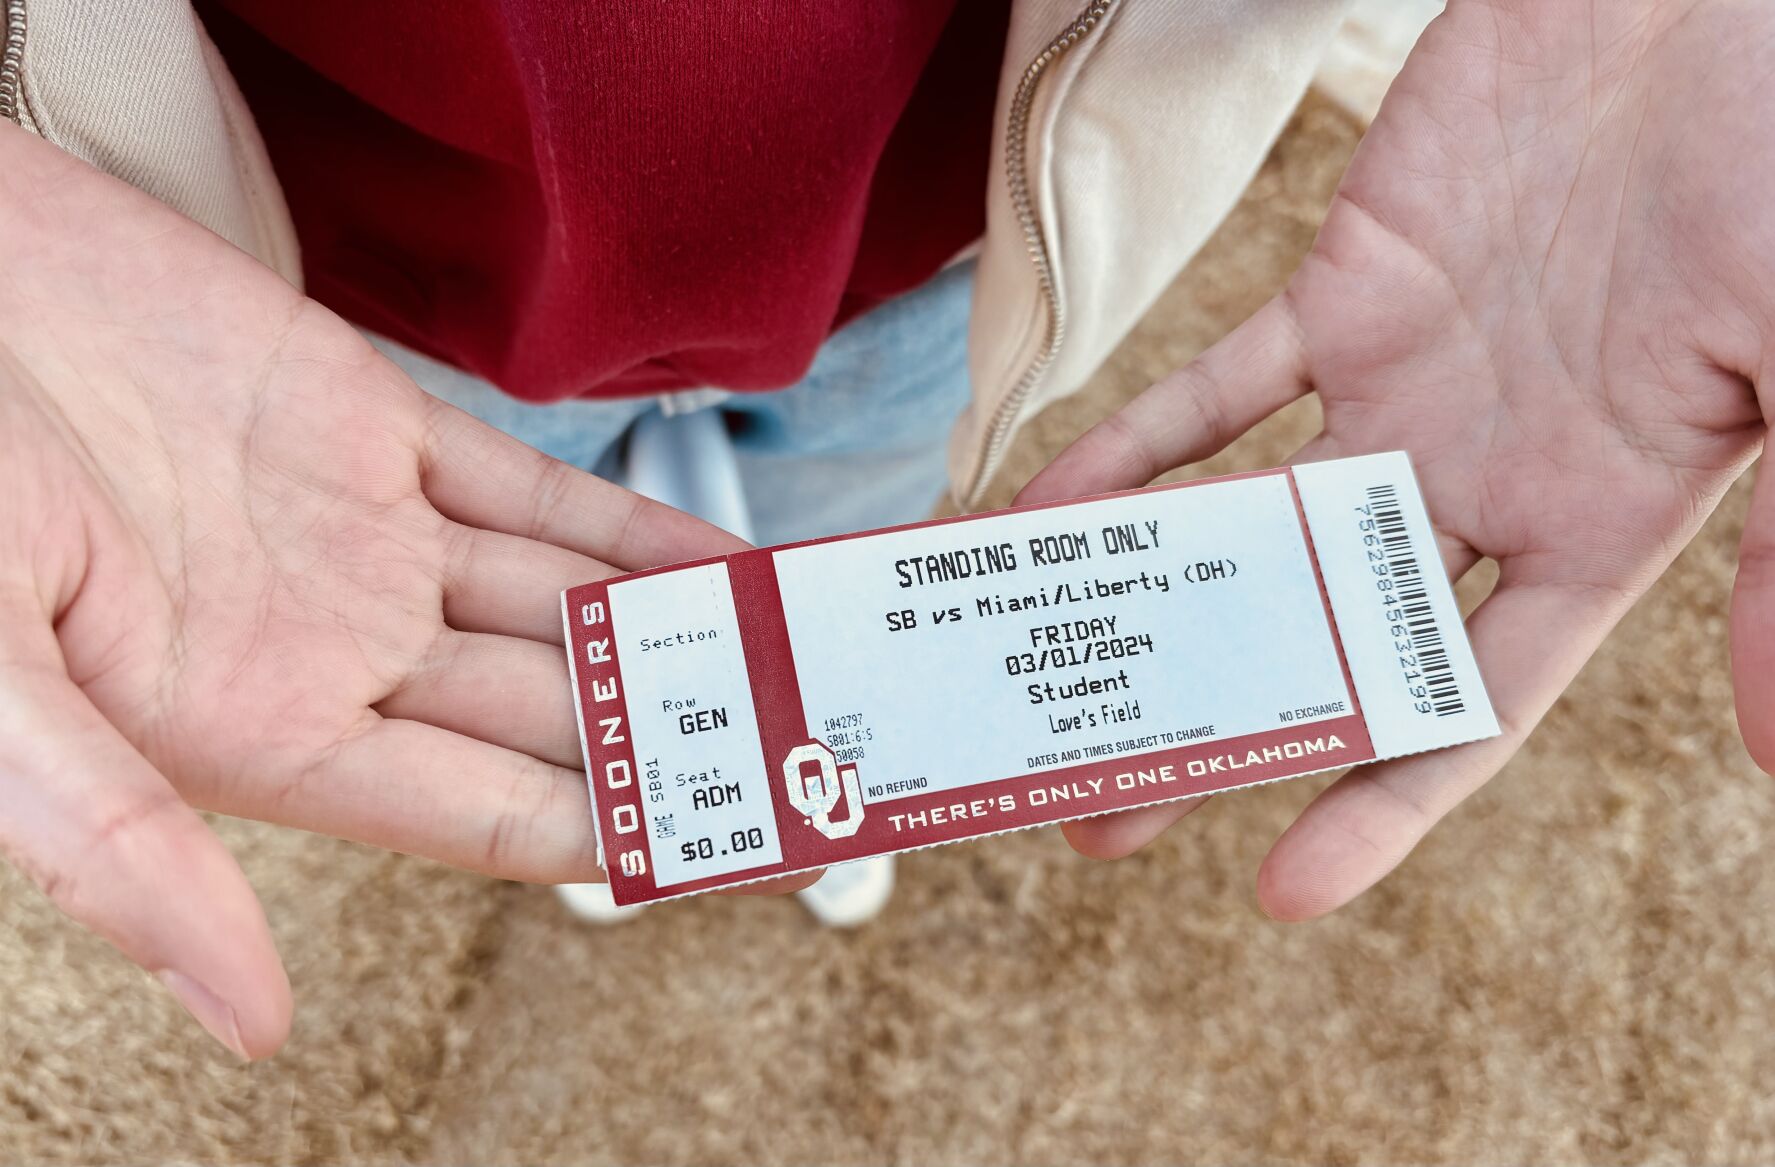 SOONERS
Section
Row
GEN
Seat
ADM
$0.00
GAME SB01
STANDING ROOM ONLY
SB vs Miami/Liberty (DH)
FRIDAY
03/01/2024
Student
Love's Field
1042797
SB01:6:S
50058
NO REFUND
DATES AND TIMES SUBJECT TO CHANGE
NO EXCHANGE
OU
THERE'S ONLY ONE OKLAHOMA
75629845632199